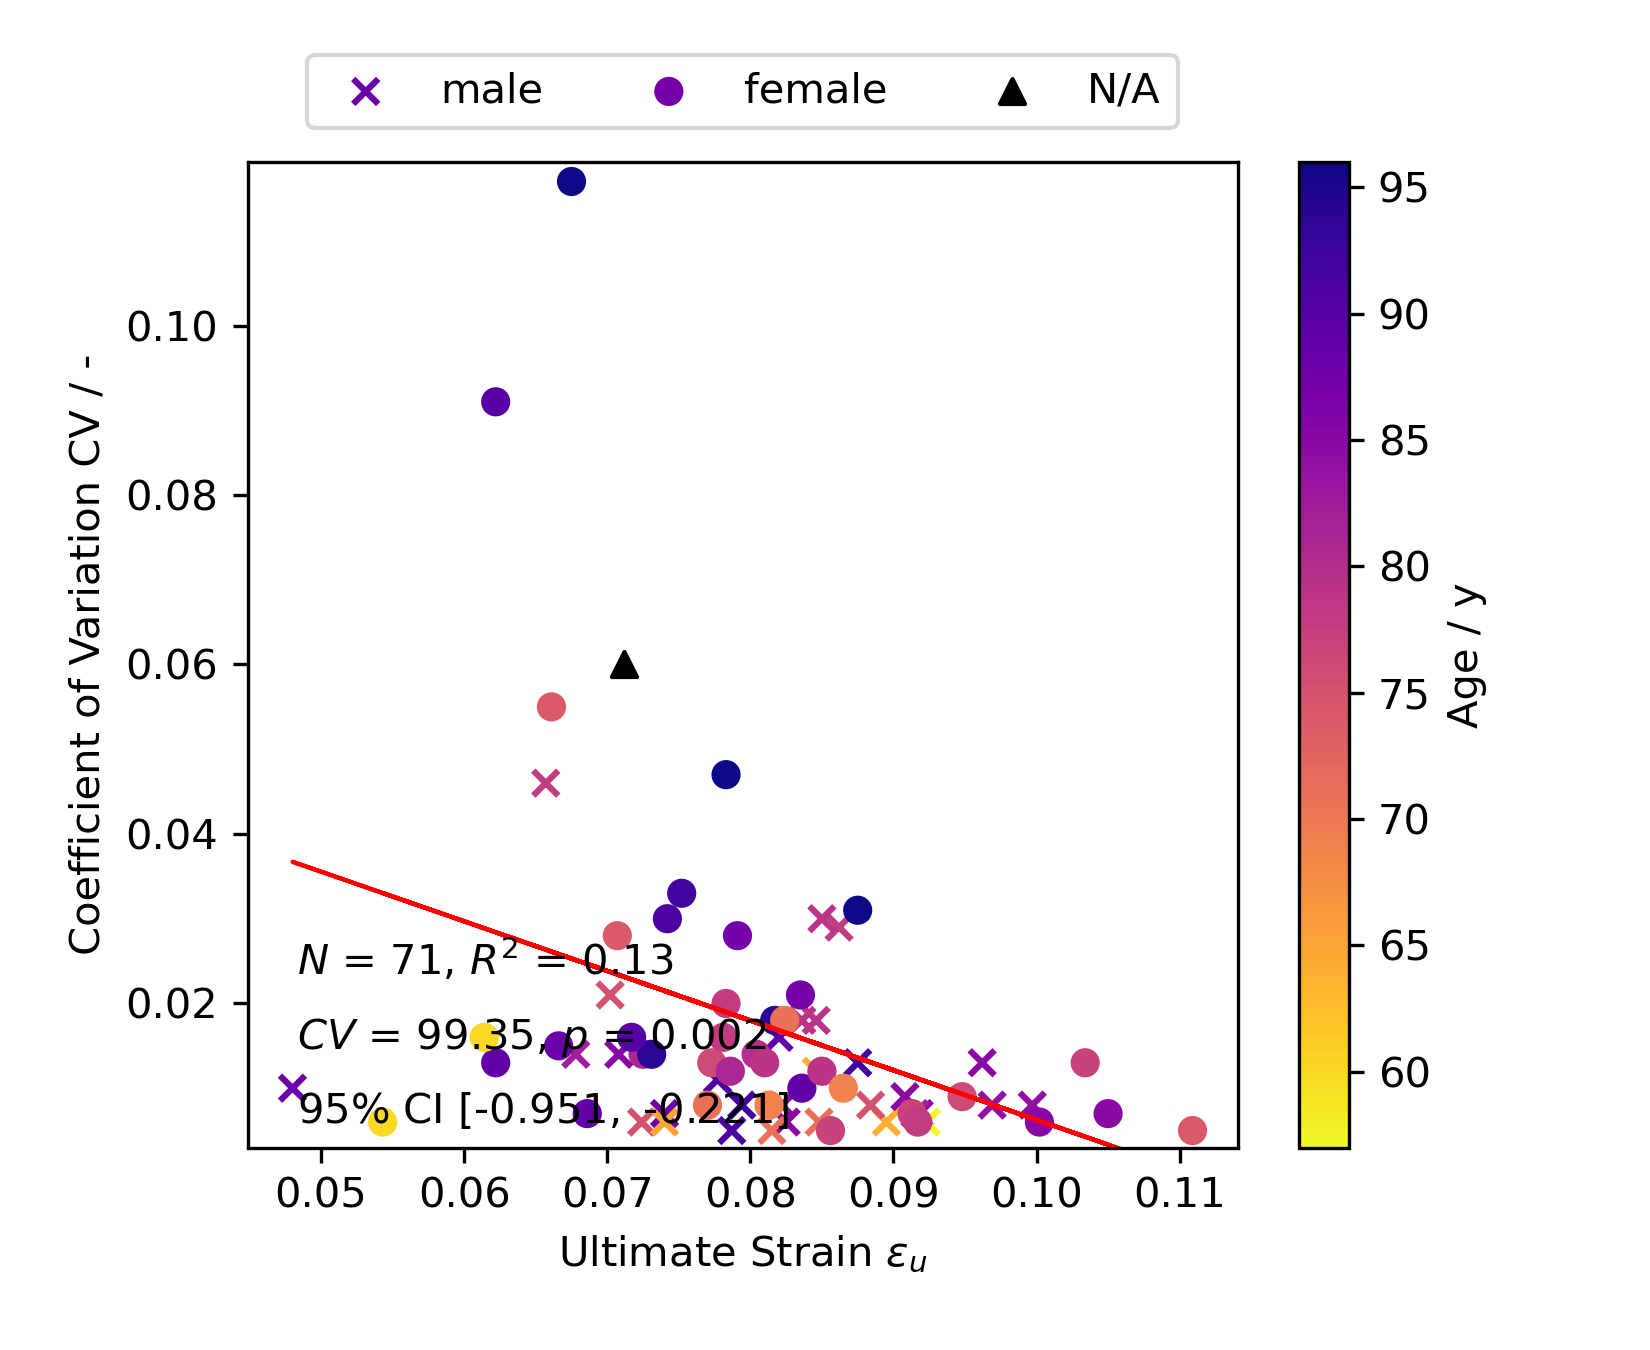 male female N/A
0.10
0.08
0.06
0.04
0.02
Coefficient of Variation CV / -
N = 71, R² = 0.13
CV = 99.35, p = 0.002
95% CI [-0.951, -0.221]
0.05 0.06 0.07 0.08 0.09 0.10 0.11
Ultimate Strain εᵤ
95
90
85
80
75
70
65
60
Age / y